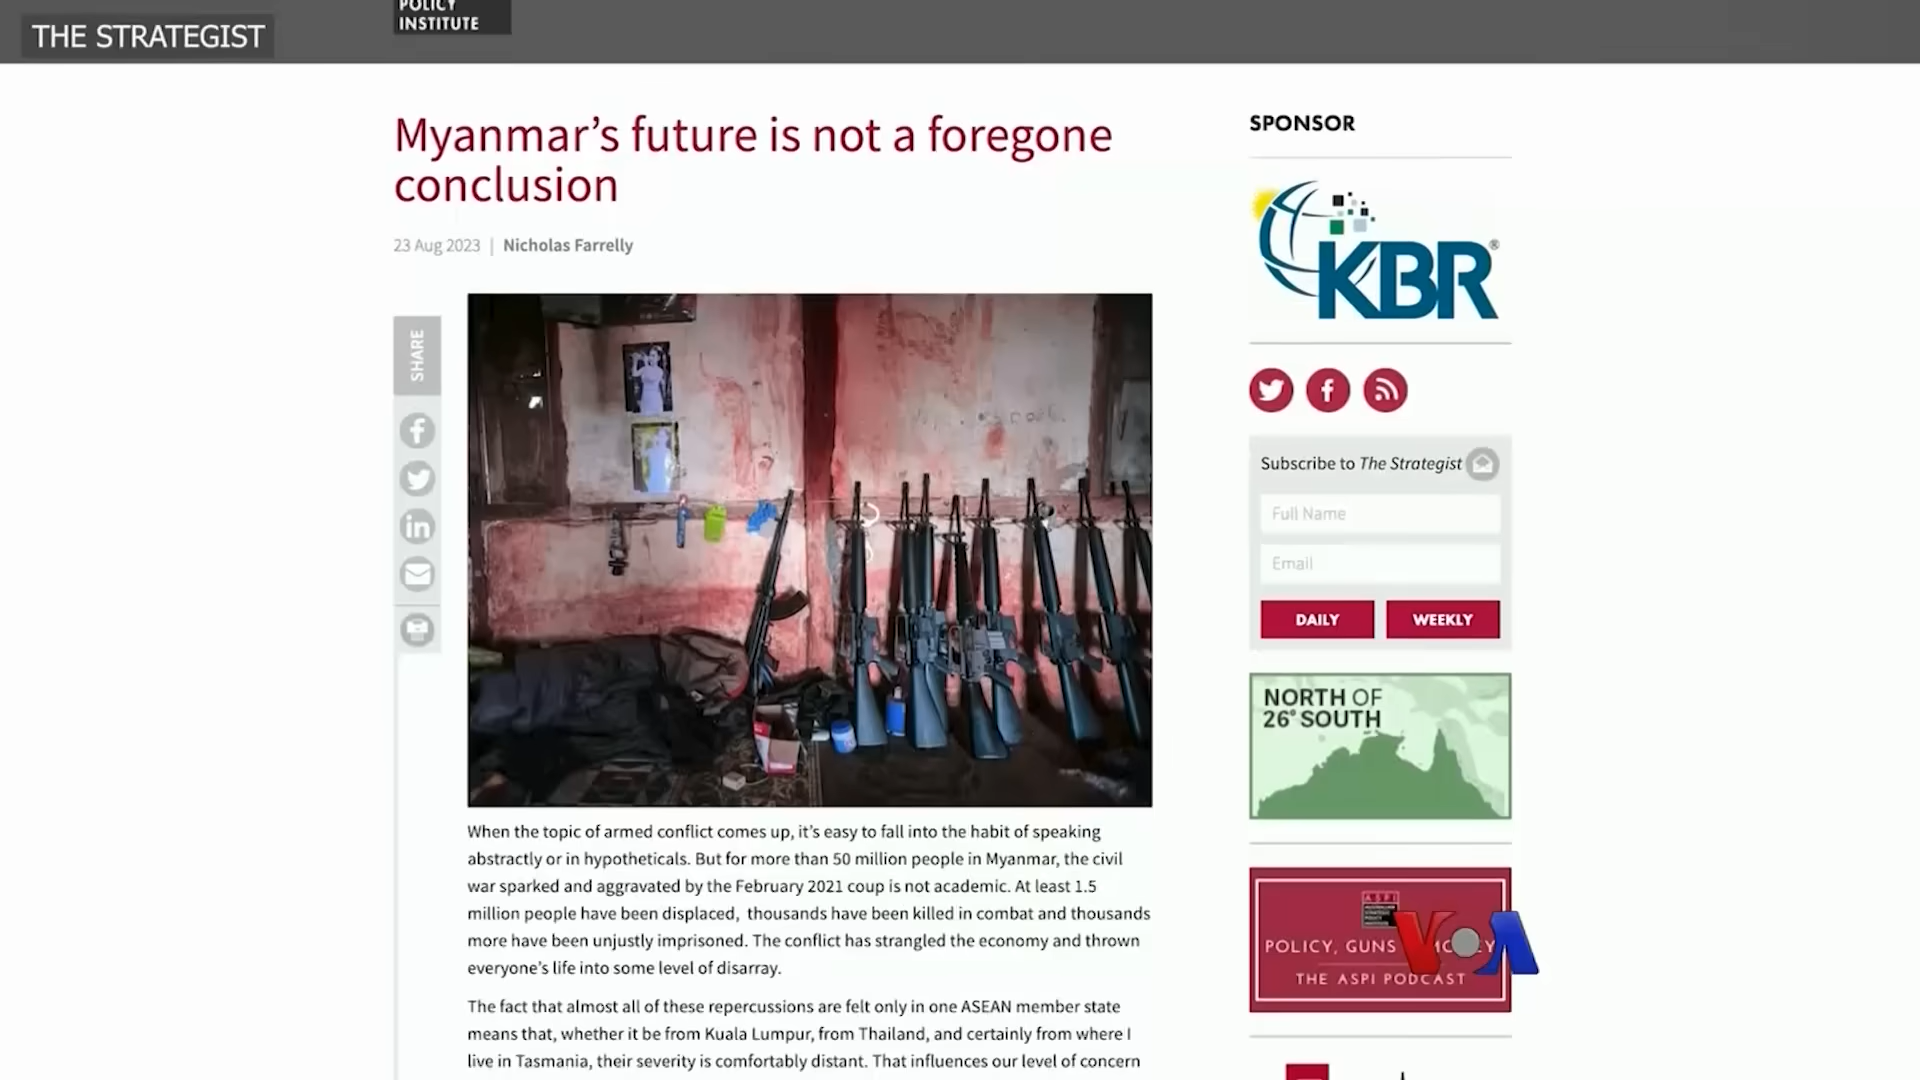 POLICY
INSTITUTE
THE STRATEGIST
Myanmar’s future is not a foregone
conclusion
23 Aug 2023 | Nicholas Farrelly
SHARE
When the topic of armed conflict comes up, it’s easy to fall into the habit of speaking
abstractly or in hypotheticals. But for more than 50 million people in Myanmar, the civil
war sparked and aggravated by the February 2021 coup is not academic. At least 1.5
million people have been displaced, thousands have been killed in combat and thousands
more have been unjustly imprisoned. The conflict has strangled the economy and thrown
everyone’s life into some level of disarray.
The fact that almost all of these repercussions are felt only in one ASEAN member state
means that, whether it be from Kuala Lumpur, from Thailand, and certainly from where I
live in Tasmania, their severity is comfortably distant. That influences our level of concern
SPONSOR
KBR®
Subscribe to The Strategist
Full Name
Email
DAILY
WEEKLY
NORTH OF
26° SOUTH
ASPI
POLICY, GUNS
THE ASPI PODCAST
VOA